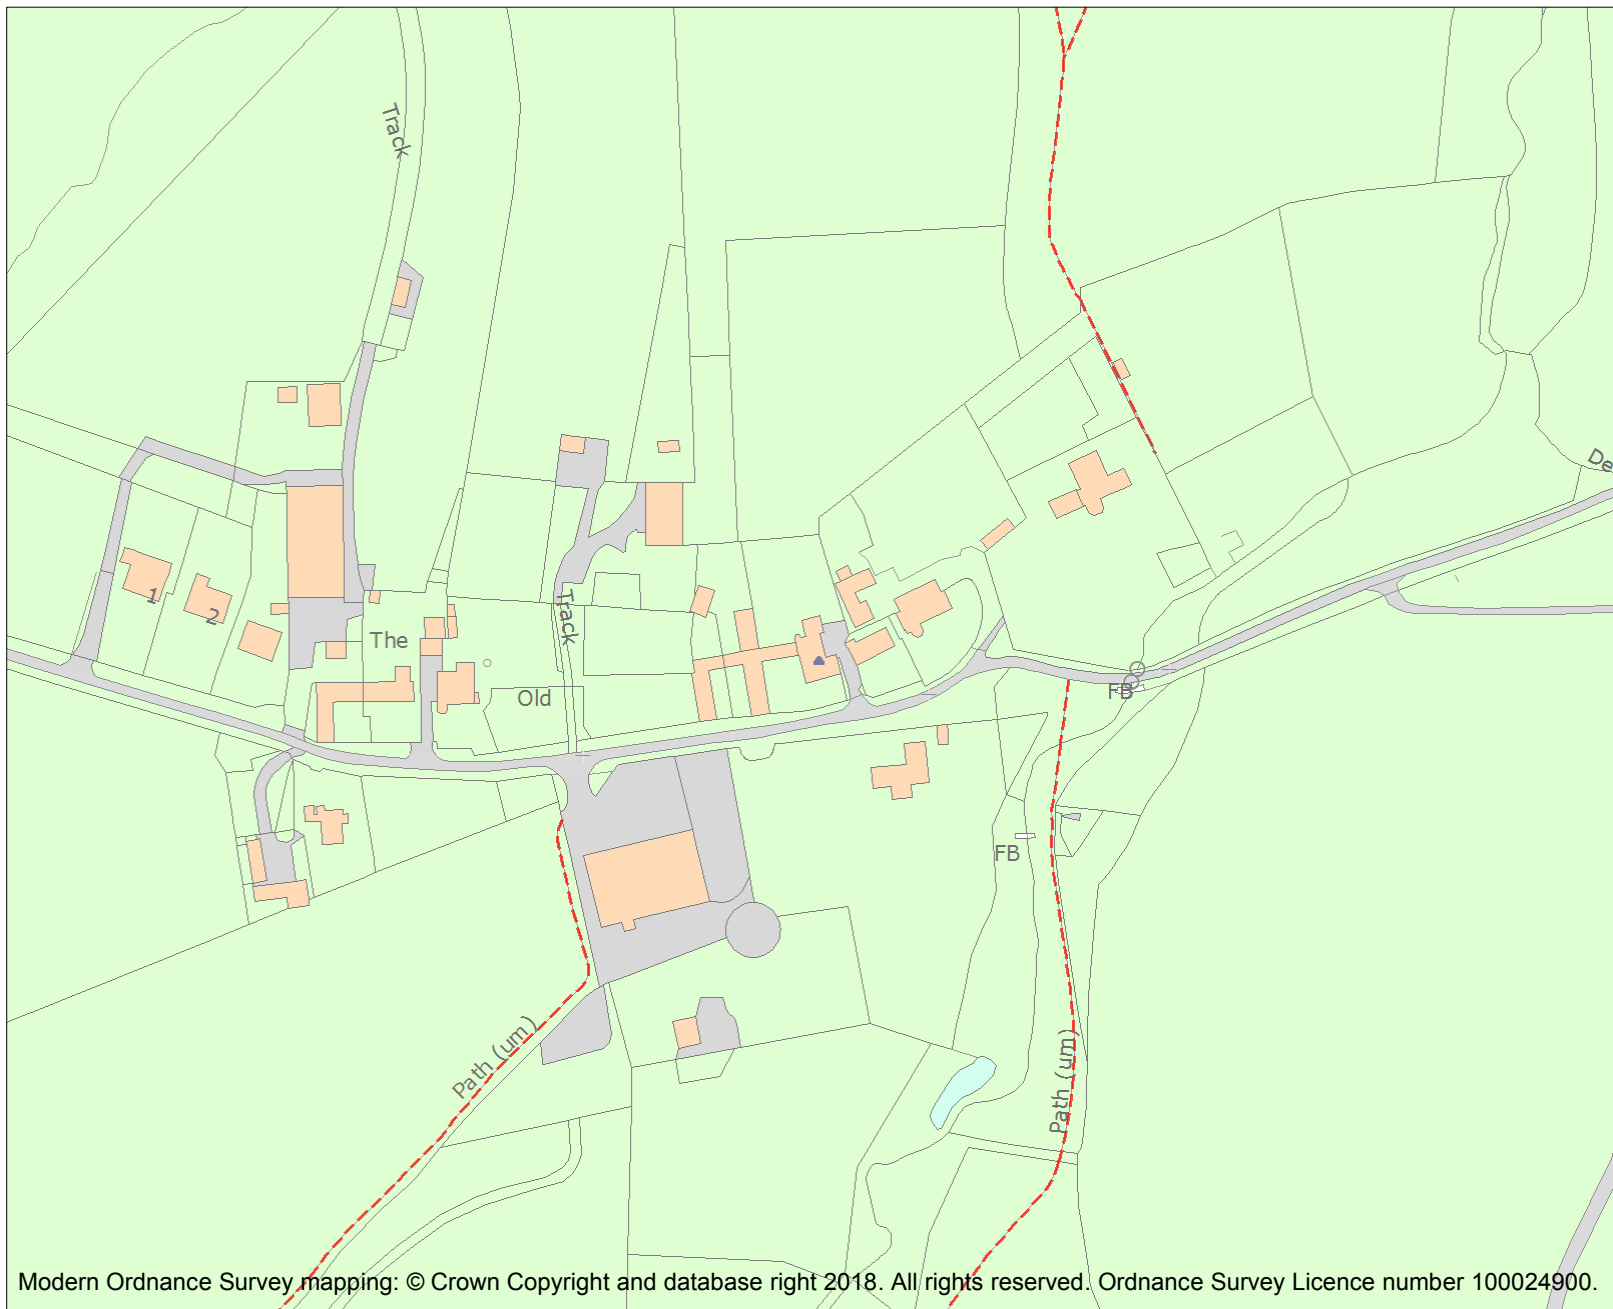 Track
De
1
2
The
Track
Old
FB
FB
Path (um)
Path (um)
Modern Ordnance Survey mapping: © Crown Copyright and database right 2018. All rights reserved. Ordnance Survey Licence number 100024900.